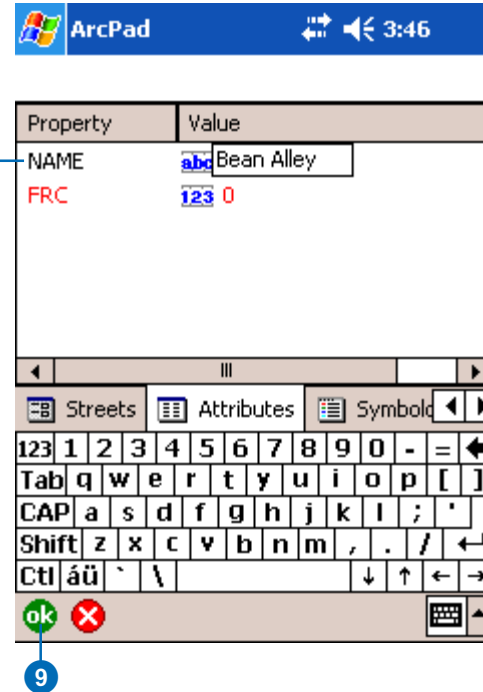 ArcPad 3:46
Property Value
NAME abc Bean Alley
FRC 123 0
Streets Attributes Symbolo
123 1 2 3 4 5 6 7 8 9 0 - =
Tab q w e r t y u i o p [ ]
CAP a s d f g h j k l ; '
Shift z x c v b n m , . /
Ctl áü ` \
ok
9